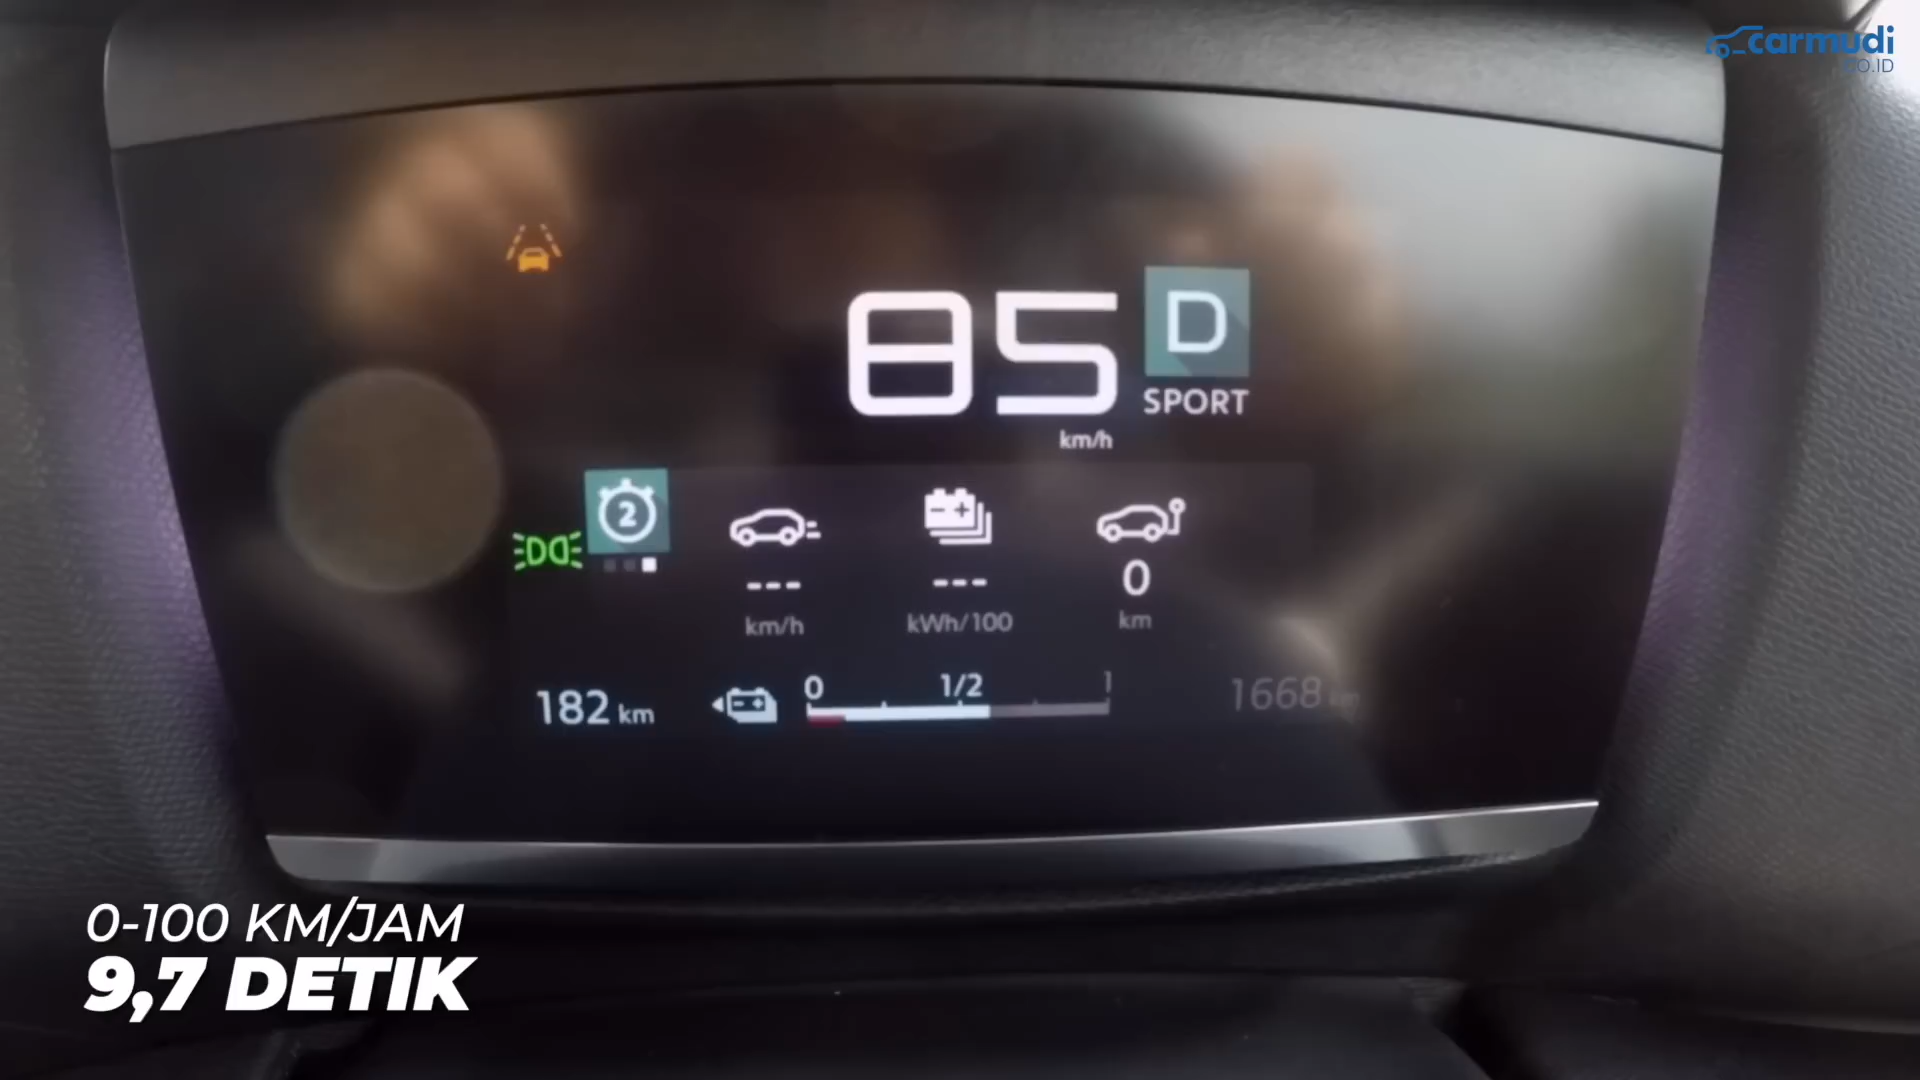 carmudi
CO.ID
85 D
SPORT
km/h
2
--- --- 0
km/h kWh/100 km
0 1/2 1
182 km 1668
0-100 KM/JAM
9,7 DETIK